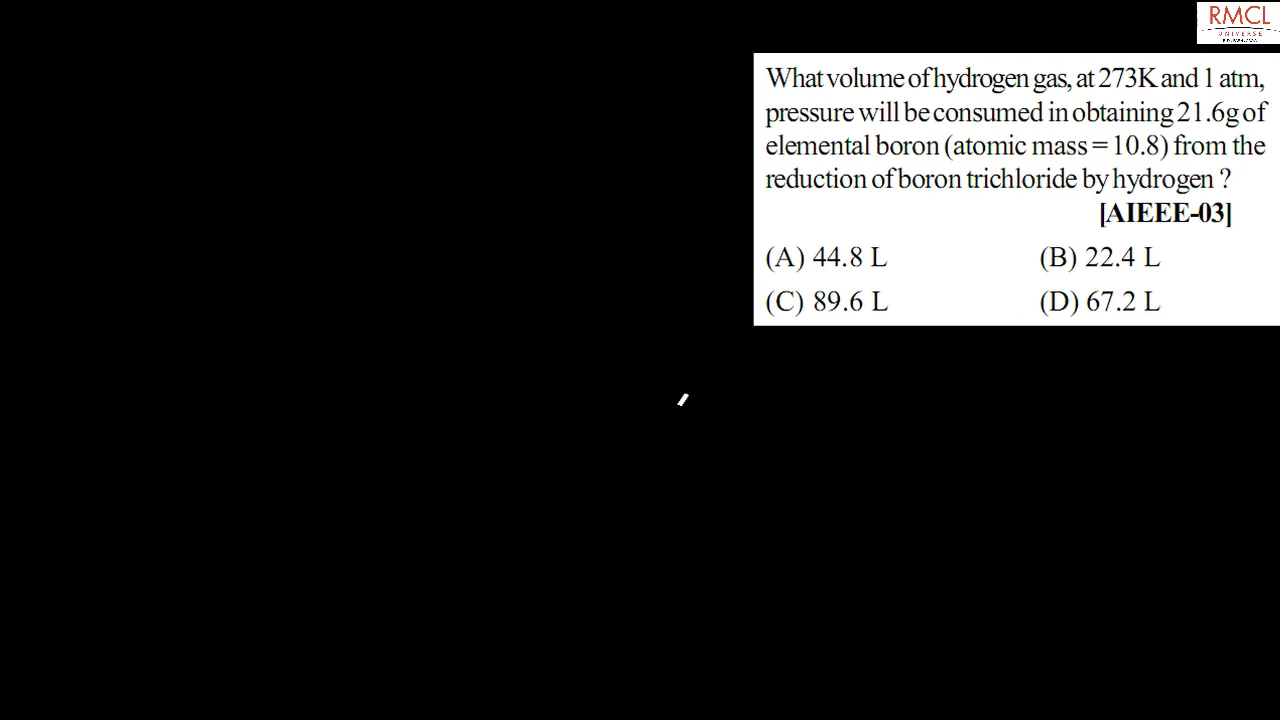 RMCL
UNIVERSE
What volume of hydrogen gas, at 273K and 1 atm,
pressure will be consumed in obtaining 21.6g of
elemental boron (atomic mass = 10.8) from the
reduction of boron trichloride by hydrogen ?
[AIEEE-03]
(A) 44.8 L (B) 22.4 L
(C) 89.6 L (D) 67.2 L